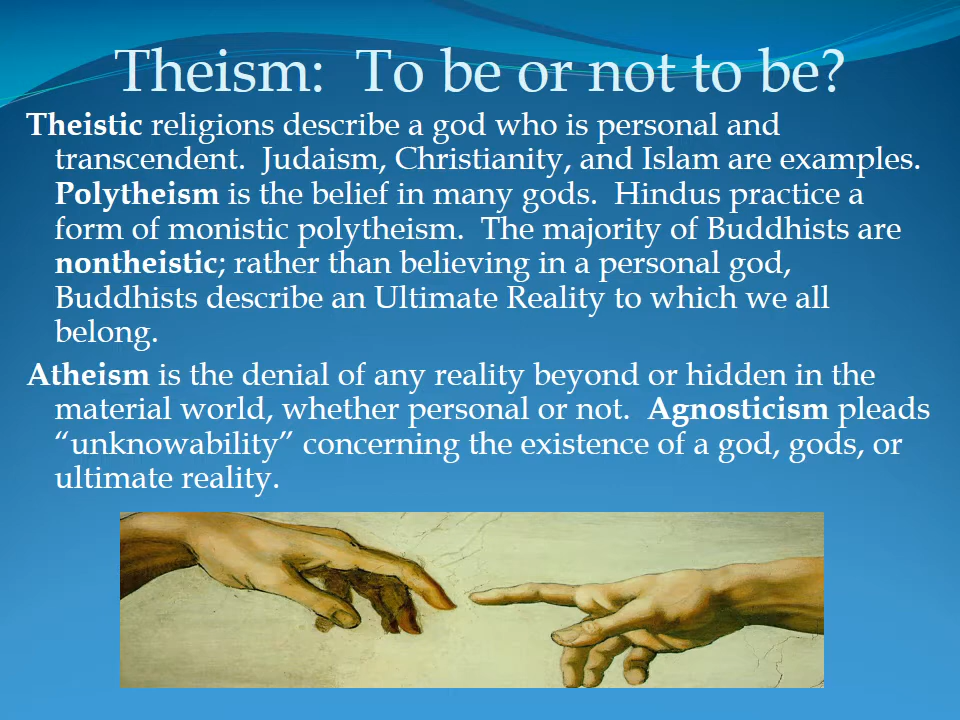 Theism:  To be or not to be?
Theistic religions describe a god who is personal and
transcendent.  Judaism, Christianity, and Islam are examples.
Polytheism is the belief in many gods.  Hindus practice a
form of monistic polytheism.  The majority of Buddhists are
nontheistic; rather than believing in a personal god,
Buddhists describe an Ultimate Reality to which we all
belong.
Atheism is the denial of any reality beyond or hidden in the
material world, whether personal or not.  Agnosticism pleads
“unknowability” concerning the existence of a god, gods, or
ultimate reality.